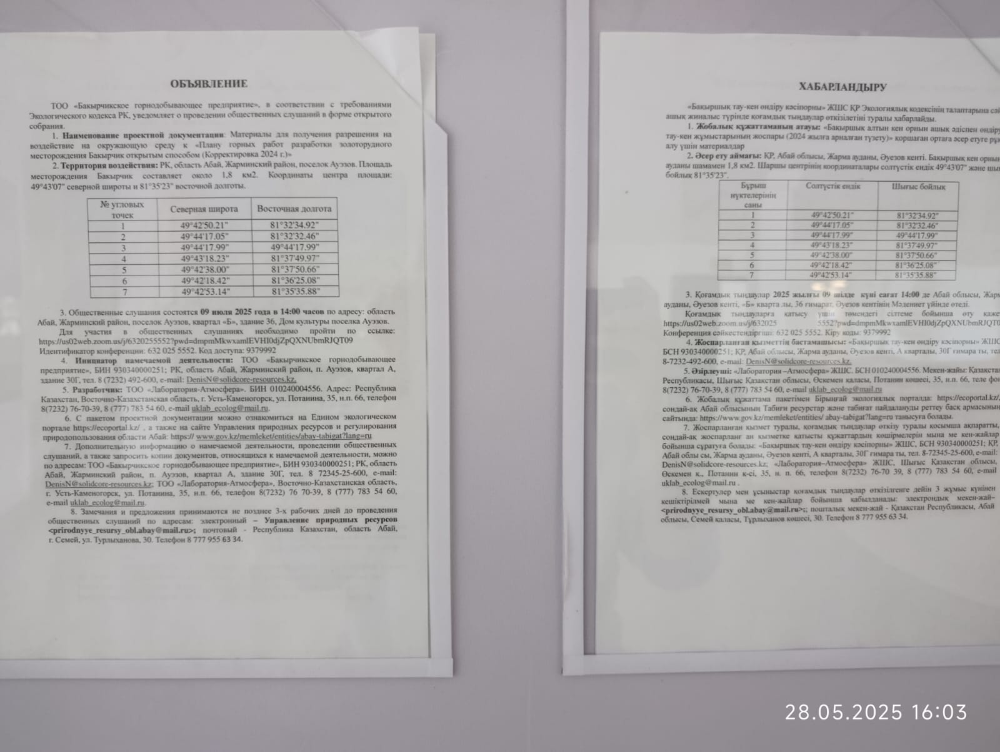 ОБЪЯВЛЕНИЕ
ТОО «Бакырчикское горнодобывающее предприятие», в соответствии с требованиями
Экологического кодекса РК, уведомляет о проведении общественных слушаний в форме открытого
собрания.
1. Наименование проектной документации: Материалы для получения разрешения на
воздействие на окружающую среду к «Плану горных работ разработки золоторудного
месторождения Бакырчик открытым способом (Корректировка 2024 г.)»
2. Территория воздействия: РК, область Абай, Жарминский район, поселок Ауэзов. Площадь
месторождения Бакырчик составляет около 1,8 км2. Координаты центра площади:
49°43'07" северной широты и 81°35'23" восточной долготы.
№ угловых точек Северная широта Восточная долгота
1 49°42'50.21" 81°32'34.92"
2 49°44'17.05" 81°32'32.46"
3 49°44'17.99" 49°44'17.99"
4 49°43'18.23" 81°37'49.97"
5 49°42'38.00" 81°37'50.66"
6 49°42'18.42" 81°36'25.08"
7 49°42'53.14" 81°35'35.88"
3. Общественные слушания состоятся 09 июля 2025 года в 14:00 часов по адресу: область
Абай, Жарминский район, поселок Ауэзов, квартал «Б», здание 36, Дом культуры поселка Ауэзов.
Для участия в общественных слушаниях необходимо пройти по ссылке:
https://us02web.zoom.us/j/6320255552?pwd=dmpmMkwxamlEVHI0djZpQXNUbmRJQT09
Идентификатор конференции: 632 025 5552. Код доступа: 9379992
4. Инициатор намечаемой деятельности: ТОО «Бакырчикское горнодобывающее
предприятие», БИН 930340000251; РК, область Абай, Жарминский район, п. Ауэзов, квартал А,
здание 30Г, тел. 8 (7232) 492-600, e-mail: DenisN@solidcore-resources.kz.
5. Разработчик: ТОО «Лаборатория-Атмосфера». БИН 010240004556. Адрес: Республика
Казахстан, Восточно-Казахстанская область, г. Усть-Каменогорск, ул. Потанина, 35, н.п. 66, телефон
8(7232) 76-70-39, 8 (777) 783 54 60, e-mail uklab_ecolog@mail.ru.
6. С пакетом проектной документации можно ознакомиться на Едином экологическом
портале https://ecoportal.kz/ , а также на сайте Управления природных ресурсов и регулирования
природопользования области Абай: https:// www.gov.kz/memleket/entities/abay-tabigat?lang=ru
7. Дополнительную информацию о намечаемой деятельности, проведении общественных
слушаний, а также запросить копии документов, относящихся к намечаемой деятельности, можно
по адресам: ТОО «Бакырчикское горнодобывающее предприятие», БИН 930340000251; РК, область
Абай, Жарминский район, п. Ауэзов, квартал А, здание 30Г, тел. 8 72345-25-600, e-mail:
DenisN@solidcore-resources.kz; ТОО «Лаборатория-Атмосфера», Восточно-Казахстанская область,
г. Усть-Каменогорск, ул. Потанина, 35, н.п. 66, телефон 8(7232) 76 70-39, 8 (777) 783 54 60,
e-mail uklab_ecolog@mail.ru.
8. Замечания и предложения принимаются не позднее 3-х рабочих дней до проведения
общественных слушаний по адресам: электронный – Управление природных ресурсов
<prirodnyye_resursy_obl.abay@mail.ru>; почтовый - Республика Казахстан, область Абай,
г. Семей, ул. Турлыханова, 30. Телефон 8 777 955 63 34.
ХАБАРЛАНДЫРУ
«Бақыршық тау-кен өндіру кәсіпорны» ЖШС ҚР Экологиялық кодексінің талаптарына
ашық жиналыс түрінде қоғамдық тыңдаулар өткізілетіні туралы хабарлайды.
1. Жобалық құжаттаманың атауы: «Бақыршық алтын кен орнын ашық әдіспен өндіру
тау-кен жұмыстарының жоспары (2024 жылға арналған түзету)» қоршаған ортаға әсер етуге
алу үшін материалдар
2. Әсер ету аймағы: ҚР, Абай облысы, Жарма ауданы, Әуезов кенті. Бақыршық кен орнын
ауданы шамамен 1,8 км2. Шаршы центрінің координаталары солтүстік ендік 49°43'07" және
бойлық 81°35'23".
Бұрыш нүктелерінің саны Солтүстік ендік Шығыс бойлық
1 49°42'50.21" 81°32'34.92"
2 49°44'17.05" 81°32'32.46"
3 49°44'17.99" 49°44'17.99"
4 49°43'18.23" 81°37'49.97"
5 49°42'38.00" 81°37'50.66"
6 49°42'18.42" 81°36'25.08"
7 49°42'53.14" 81°35'35.88"
3. Қоғамдық тыңдаулар 2025 жылғы 09 шілде күні сағат 14:00 де Абай облысы,
ауданы, Әуезов кенті, «Б» кварта лы, 36 ғимарат, Әуезов кентінің Мәдениет үйінде өтеді.
Қоғамдық тыңдауларға қатысу үшін төмендегі сілтеме бойынша өту
https://us02web.zoom.us/j/632025 5552?pwd=dmpmMkwxamlEVHI0djZpQXNUbmRJQT0
Конференция сәйкестендіргіші: 632 025 5552. Кіру коды: 9379992
4. Жоспарланған қызметтің бастамашысы: «Бақыршық тау-кен өндіру кәсіпорны» ЖШС
БСН 930340000251; ҚР, Абай облысы, Жарма ауданы, Әуезов кенті, А кварталы, 30Г ғимара ты,
8-7232-492-600, e-mail: DenisN@solidcore-resources.kz.
5. Әзірлеуші: «Лаборатория –Атмосфера» ЖШС. БСН 010240004556. Мекен-жайы:
Республикасы, Шығыс Қазақстан облысы, Өскемен қаласы, Потанин көшесі, 35, н.п. 66, теле
8(7232) 76-70-39, 8 (777) 783 54 60, e-mail uklab_ecolog@mail.ru
6. Жобалық құжаттама пакетімен Бірыңғай экологиялық порталда: https://ecoportal.kz/,
сондай-ақ Абай облысының Табиғи ресурстар және табиғат пайдалануды реттеу басқ армасының
сайтында: https://www.gov.kz/memleket/entities/ abay-tabigat?lang=ru танысуға болады.
7. Жоспарланған қызмет туралы, қоғамдық тыңдаулар өткізу туралы қосымша ақпаратты,
сондай-ақ жоспарланғ ан қызметке қатысты құжаттардың көшірмелерін мына ме кен-жайлар
бойынша сұратуға болады: «Бақыршық тау-кен өндіру кәсіпорны» ЖШС, БСН 930340000251; ҚР,
Абай облы сы, Жарма ауданы, Әуезов кенті, А кварталы, 30Г ғимара ты, тел. 8-72345-25-600, e-mail:
DenisN@solidcore-resources.kz; «Лаборатория–Атмосфера» ЖШС, Шығыс Қазақстан облысы,
Өскемен қ., Потанин к-сі, 35, н. п. 66, телефон 8(7232) 76-70 39, 8 (777) 783 54 60, e-mail
uklab_ecolog@mail.ru .
8. Ескертулер мен ұсыныстар қоғамдық тыңдаулар өткізілгенге дейін 3 жұмыс күнінен
кешіктірілмей мына ме кен-жайлар бойынша қабылданады: электрондық мекен-жай–
<prirodnyye_resursy_obl.abay@mail.ru>;; пошталық мекен-жай - Қазақстан Республикасы, Абай
облысы, Семей қаласы, Тұрлыханов көшесі, 30. Телефон 8 777 955 63 34.
28.05.2025 16:03